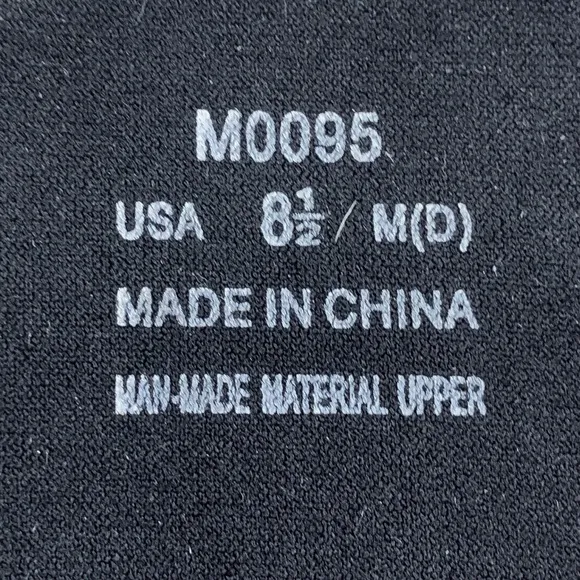 M0095
USA 8½/ M(D)
MADE IN CHINA
MAN-MADE MATERIAL UPPER